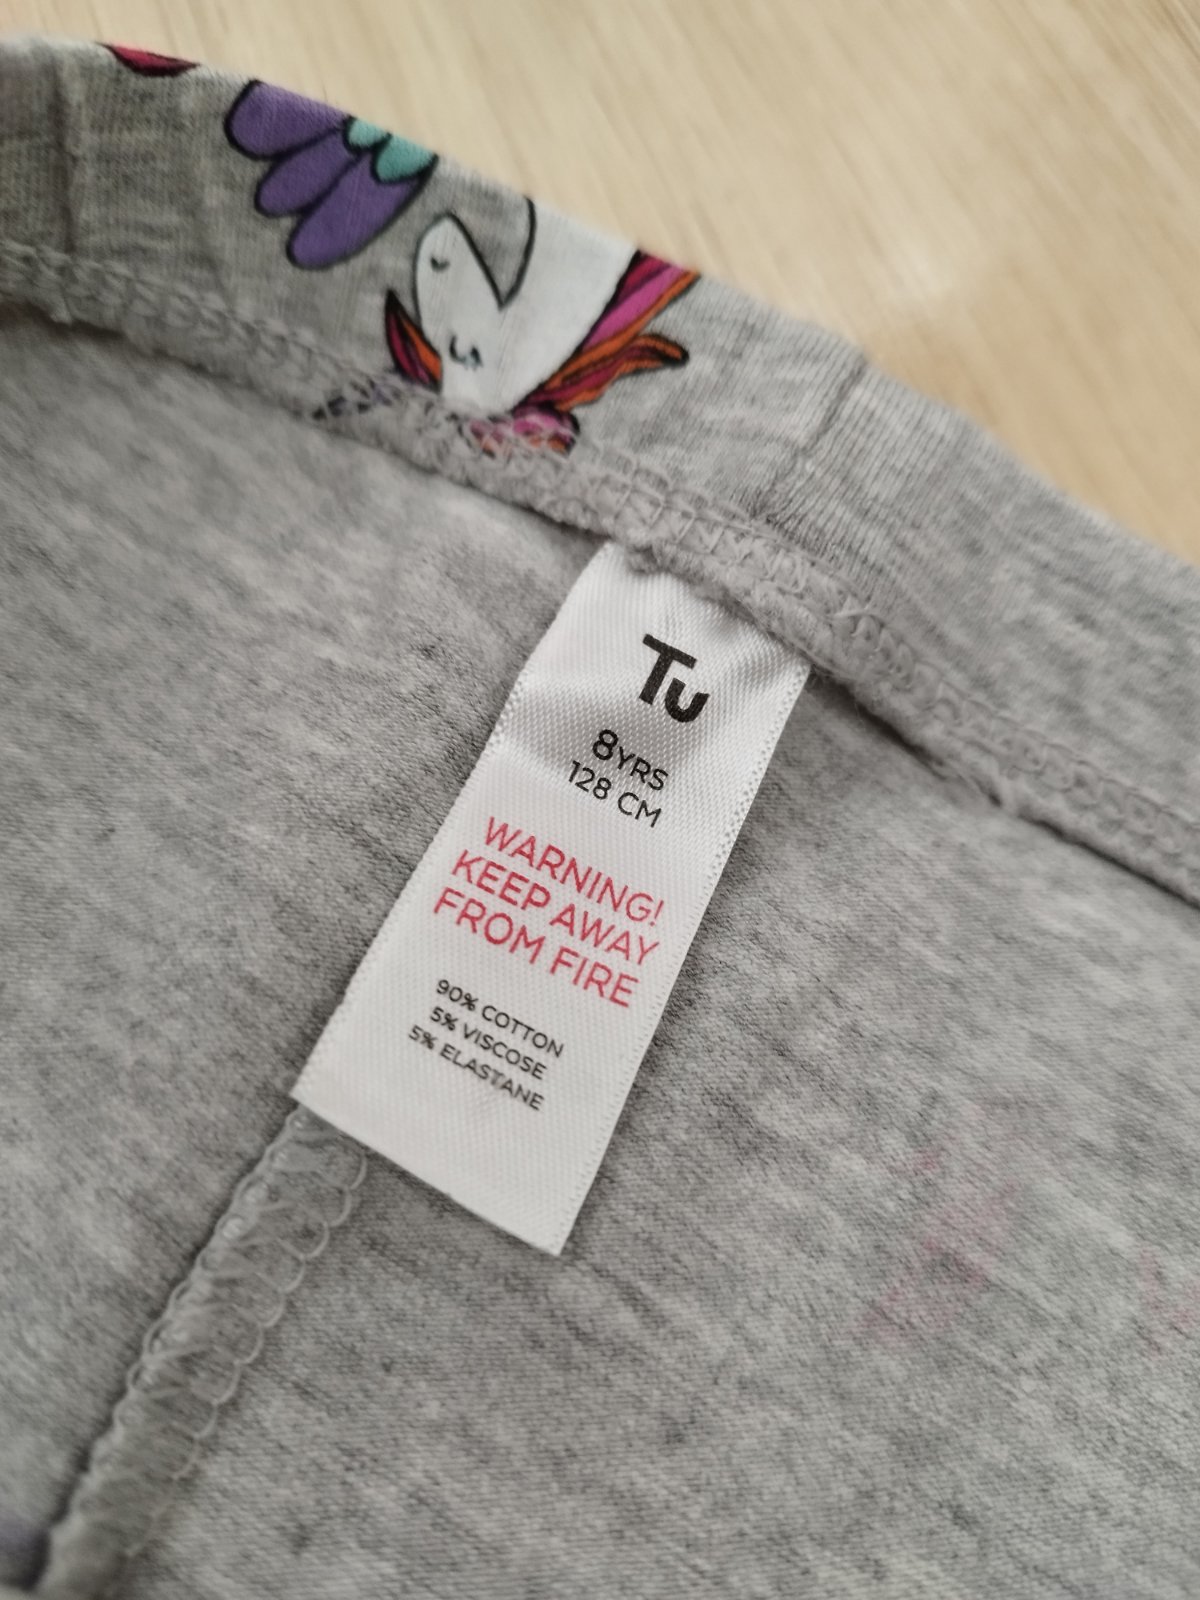 Tu
8YRS
128 CM
WARNING!
KEEP AWAY
FROM FIRE
90% COTTON
5% VISCOSE
5% ELASTANE